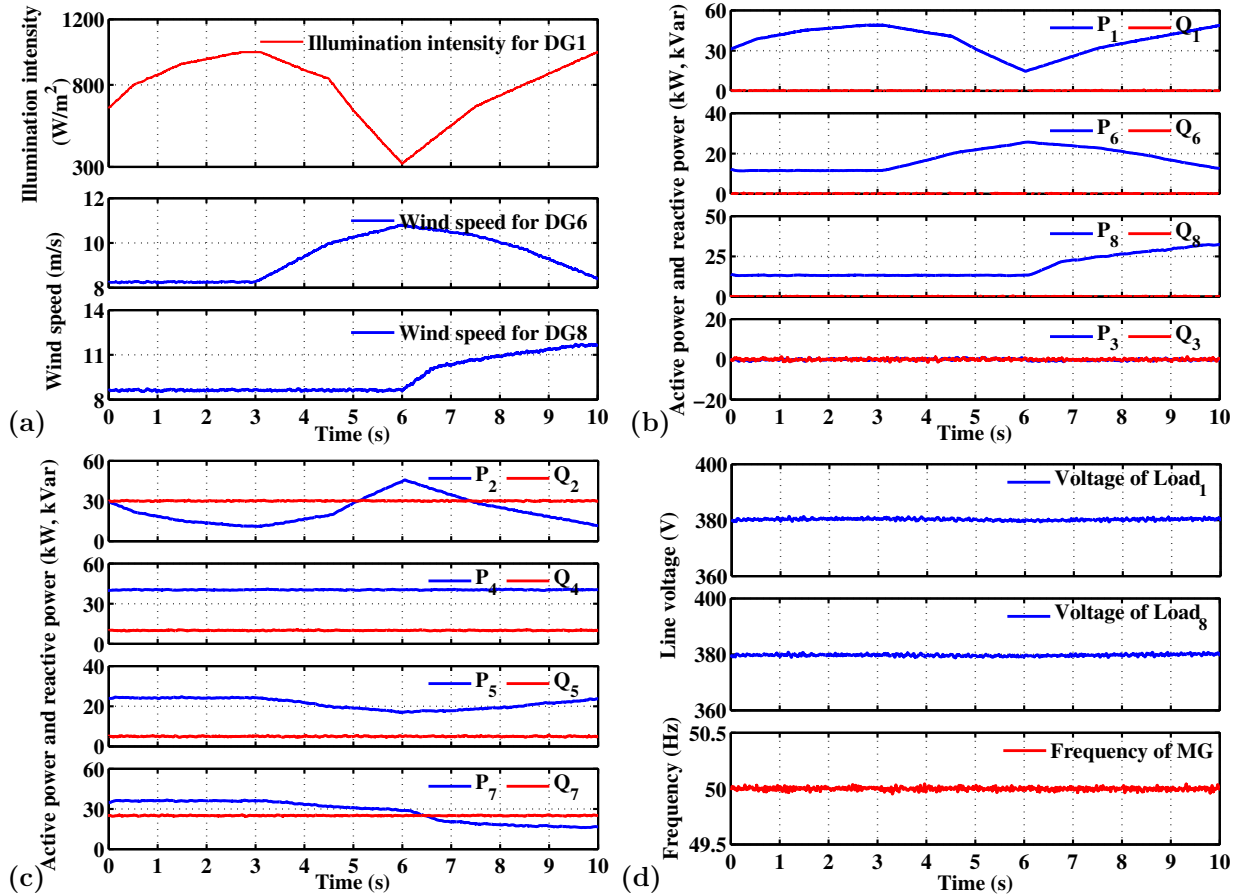 Illumination intensity
(W/m²)
1200
800
300
Illumination intensity for DG1
Wind speed (m/s)
12
10
8
Wind speed for DG6
14
11
8
Wind speed for DG8
0 1 2 3 4 5 6 7 8 9 10
Time (s)
(a)
Active power and reactive power (kW, kVar)
60
30
0
P₁ Q₁
40
20
0
P₆ Q₆
50
25
0
P₈ Q₈
20
0
−20
P₃ Q₃
0 1 2 3 4 5 6 7 8 9 10
Time (s)
(b)
Active power and reactive power (kW, kVar)
60
30
0
P₂ Q₂
60
30
0
P₄ Q₄
40
20
0
P₅ Q₅
60
30
0
P₇ Q₇
0 1 2 3 4 5 6 7 8 9 10
Time (s)
(c)
Line voltage (V)
400
380
360
Voltage of Load₁
400
380
360
Voltage of Load₈
Frequency (Hz)
50.5
50
49.5
Frequency of MG
0 1 2 3 4 5 6 7 8 9 10
Time (s)
(d)